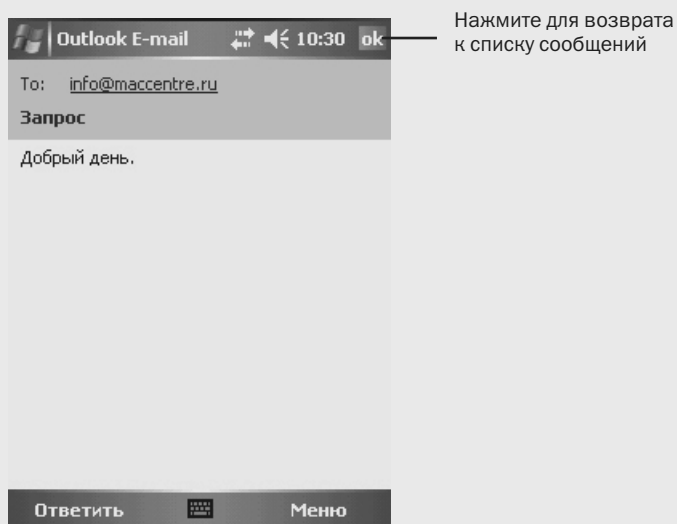 Outlook E-mail 10:30 ok
Нажмите для возврата
к списку сообщений
To: info@maccentre.ru
Запрос
Добрый день.
Ответить Меню